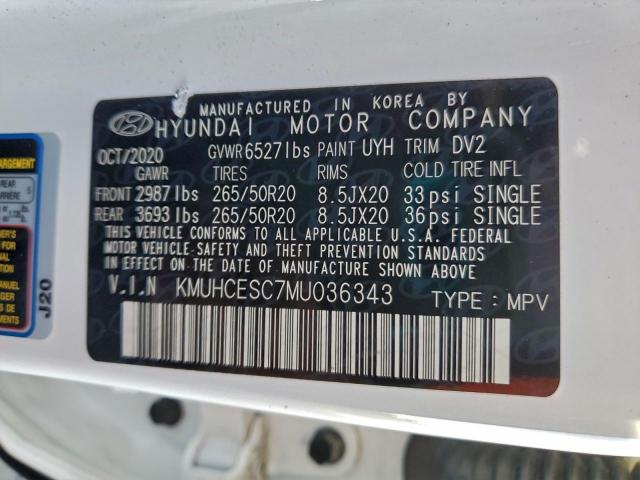 MANUFACTURED IN KOREA BY
HYUNDAI MOTOR COMPANY
OCT/2020 GVWR 6527lbs PAINT UYH TRIM DV2
GAWR TIRES RIMS COLD TIRE INFL
FRONT 2987lbs 265/50R20 8.5JX20 33psi SINGLE
REAR 3693lbs 265/50R20 8.5JX20 36psi SINGLE
THIS VEHICLE CONFORMS TO ALL APPLICABLE U.S.A. FEDERAL
MOTOR VEHICLE SAFETY AND THEFT PREVENTION STANDARDS
IN EFFECT ON THE DATE OF MANUFACTURE SHOWN ABOVE.
V.I.N KMUHCESC7MU036343 TYPE : MPV
J20
REAR